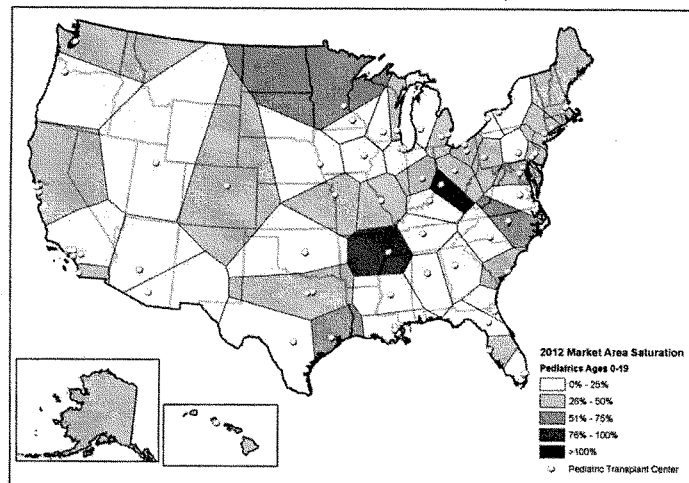 2012 Market Area Saturation
Pediatrics Ages 0-19
0% - 25%
26% - 50%
51% - 75%
76% - 100%
>100%
Pediatric Transplant Center